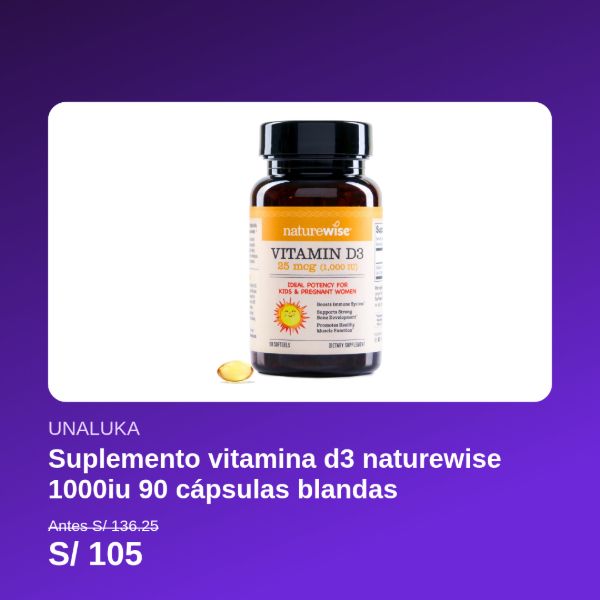 naturewise
VITAMIN D3
25 mcg (1,000 IU)
IDEAL POTENCY FOR
KIDS & PREGNANT WOMEN
Boosts Immune System
Supports Strong
Bone Development
Promotes Healthy
Muscle Function
90 SOFTGELS
DIETARY SUPPLEMENT
UNALUKA
Suplemento vitamina d3 naturewise
1000iu 90 cápsulas blandas
Antes S/ 136.25
S/ 105